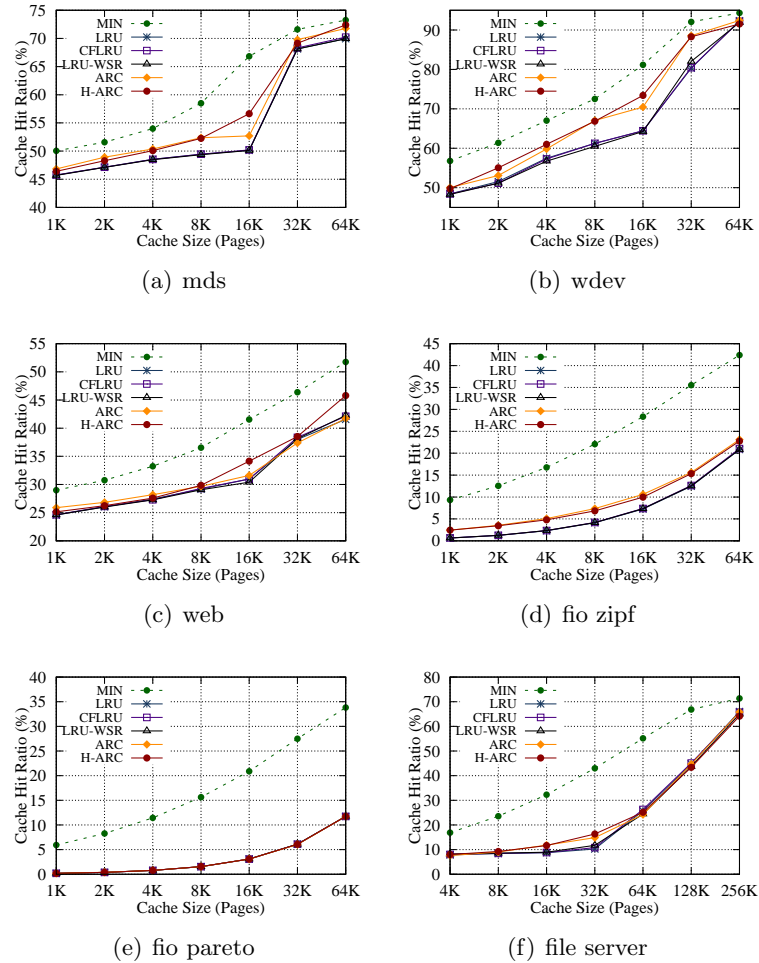 Cache Hit Ratio (%)
75
70
65
60
55
50
45
40
MIN
LRU
CFLRU
LRU-WSR
ARC
H-ARC
1K 2K 4K 8K 16K 32K 64K
Cache Size (Pages)
(a) mds
Cache Hit Ratio (%)
90
80
70
60
50
MIN
LRU
CFLRU
LRU-WSR
ARC
H-ARC
1K 2K 4K 8K 16K 32K 64K
Cache Size (Pages)
(b) wdev
Cache Hit Ratio (%)
55
50
45
40
35
30
25
20
MIN
LRU
CFLRU
LRU-WSR
ARC
H-ARC
1K 2K 4K 8K 16K 32K 64K
Cache Size (Pages)
(c) web
Cache Hit Ratio (%)
45
40
35
30
25
20
15
10
5
0
MIN
LRU
CFLRU
LRU-WSR
ARC
H-ARC
1K 2K 4K 8K 16K 32K 64K
Cache Size (Pages)
(d) fio zipf
Cache Hit Ratio (%)
40
35
30
25
20
15
10
5
0
MIN
LRU
CFLRU
LRU-WSR
ARC
H-ARC
1K 2K 4K 8K 16K 32K 64K
Cache Size (Pages)
(e) fio pareto
Cache Hit Ratio (%)
80
70
60
50
40
30
20
10
0
MIN
LRU
CFLRU
LRU-WSR
ARC
H-ARC
4K 8K 16K 32K 64K 128K 256K
Cache Size (Pages)
(f) file server